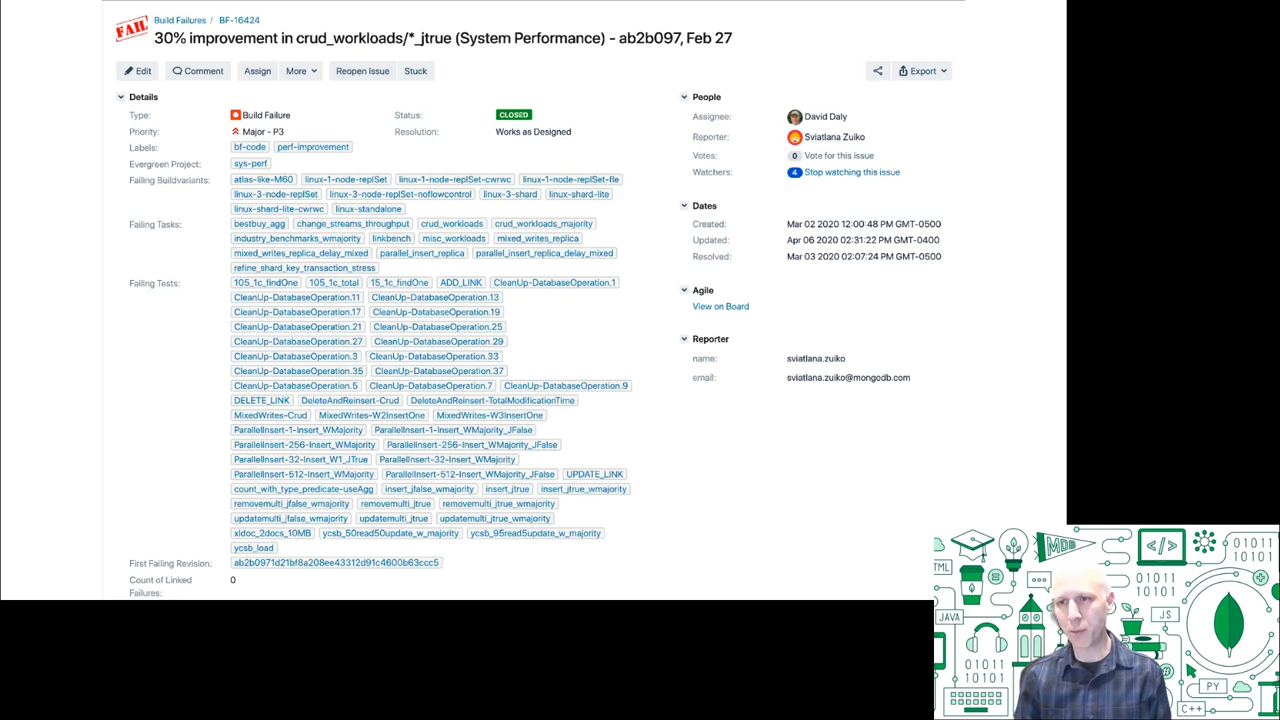 FAIL
Build Failures / BF-16424
30% improvement in crud_workloads/*_jtrue (System Performance) - ab2b097, Feb 27
Edit Comment Assign More Reopen Issue Stuck Export
Details
Type: Build Failure Status: CLOSED
Priority: Major - P3 Resolution: Works as Designed
Labels: bf-code perf-improvement
Evergreen Project: sys-perf
Failing Buildvariants: atlas-like-M60 linux-1-node-replSet linux-1-node-replSet-cwrwc linux-1-node-replSet-fle
linux-3-node-replSet linux-3-node-replSet-noflowcontrol linux-3-shard linux-shard-lite
linux-shard-lite-cwrwc linux-standalone
Failing Tasks: bestbuy_agg change_streams_throughput crud_workloads crud_workloads_majority
industry_benchmarks_wmajority linkbench misc_workloads mixed_writes_replica
mixed_writes_replica_delay_mixed parallel_insert_replica parallel_insert_replica_delay_mixed
refine_shard_key_transaction_stress
Failing Tests: 105_1c_findOne 105_1c_total 15_1c_findOne ADD_LINK CleanUp-DatabaseOperation.1
CleanUp-DatabaseOperation.11 CleanUp-DatabaseOperation.13
CleanUp-DatabaseOperation.17 CleanUp-DatabaseOperation.19
CleanUp-DatabaseOperation.21 CleanUp-DatabaseOperation.25
CleanUp-DatabaseOperation.27 CleanUp-DatabaseOperation.29
CleanUp-DatabaseOperation.3 CleanUp-DatabaseOperation.33
CleanUp-DatabaseOperation.35 CleanUp-DatabaseOperation.37
CleanUp-DatabaseOperation.5 CleanUp-DatabaseOperation.7 CleanUp-DatabaseOperation.9
DELETE_LINK DeleteAndReinsert-Crud DeleteAndReinsert-TotalModificationTime
MixedWrites-Crud MixedWrites-W2InsertOne MixedWrites-W3InsertOne
ParallelInsert-1-Insert_WMajority ParallelInsert-1-Insert_WMajority_JFalse
ParallelInsert-256-Insert_WMajority ParallelInsert-256-Insert_WMajority_JFalse
ParallelInsert-32-Insert_W1_JTrue ParallelInsert-32-Insert_WMajority
ParallelInsert-512-Insert_WMajority ParallelInsert-512-Insert_WMajority_JFalse UPDATE_LINK
count_with_type_predicate-useAgg insert_jfalse_wmajority insert_jtrue insert_jtrue_wmajority
removemulti_jfalse_wmajority removemulti_jtrue removemulti_jtrue_wmajority
updatemulti_jfalse_wmajority updatemulti_jtrue updatemulti_jtrue_wmajority
xldoc_2docs_10MB ycsb_50read50update_w_majority ycsb_95read5update_w_majority
ycsb_load
First Failing Revision: ab2b0971d21bf8a208ee43312d91c4600b63ccc5
Count of Linked 0
Failures:
People
Assignee: David Daly
Reporter: Sviatlana Zuiko
Votes: 0 Vote for this issue
Watchers: 4 Stop watching this issue
Dates
Created: Mar 02 2020 12:00:48 PM GMT-0500
Updated: Apr 06 2020 02:31:22 PM GMT-0400
Resolved: Mar 03 2020 02:07:24 PM GMT-0500
Agile
View on Board
Reporter
name: sviatlana.zuiko
email: sviatlana.zuiko@mongodb.com
MDB
</>
01011
HTML
01011
JAVA
JS
01011
PY
C++